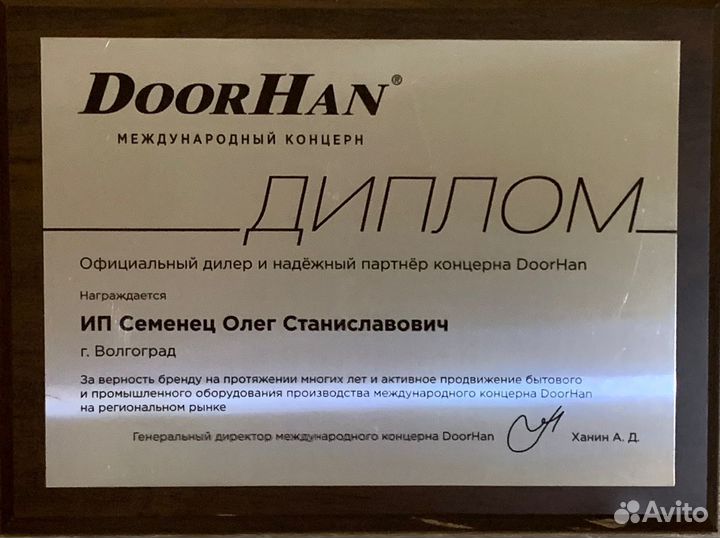 DOORHAN®
МЕЖДУНАРОДНЫЙ КОНЦЕРН
ДИПЛОМ
Официальный дилер и надёжный партнёр концерна DoorHan
Награждается
ИП Семенец Олег Станиславович
г. Волгоград
За верность бренду на протяжении многих лет и активное продвижение бытового
и промышленного оборудования производства международного концерна DoorHan
на региональном рынке
Генеральный директор международного концерна DoorHan Ханин А. Д.
Avito